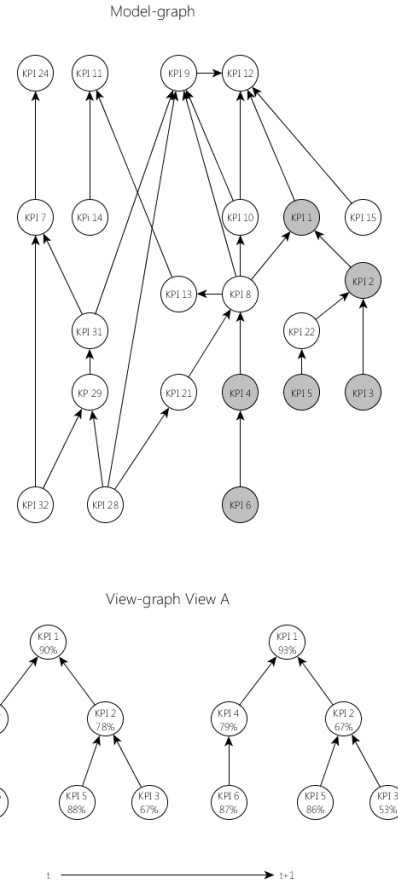 Model-graph
KPI 24
KPI 11
KPI 9
KPI 12
KPI 7
KPi 14
KPI 10
KPI 1
KPI 15
KPI 13
KPI 8
KPI 2
KPI 31
KPI 22
KP 29
KPI 21
KPI 4
KPI 5
KPI 3
KPI 32
KPI 28
KPI 6
View-graph View A
KPI 1
90%
KPI 1
93%
KPI 2
78%
KPI 4
79%
KPI 2
67%
KPI 5
88%
KPI 3
67%
KPI 6
87%
KPI 5
86%
KPI 3
53%
t
t+1